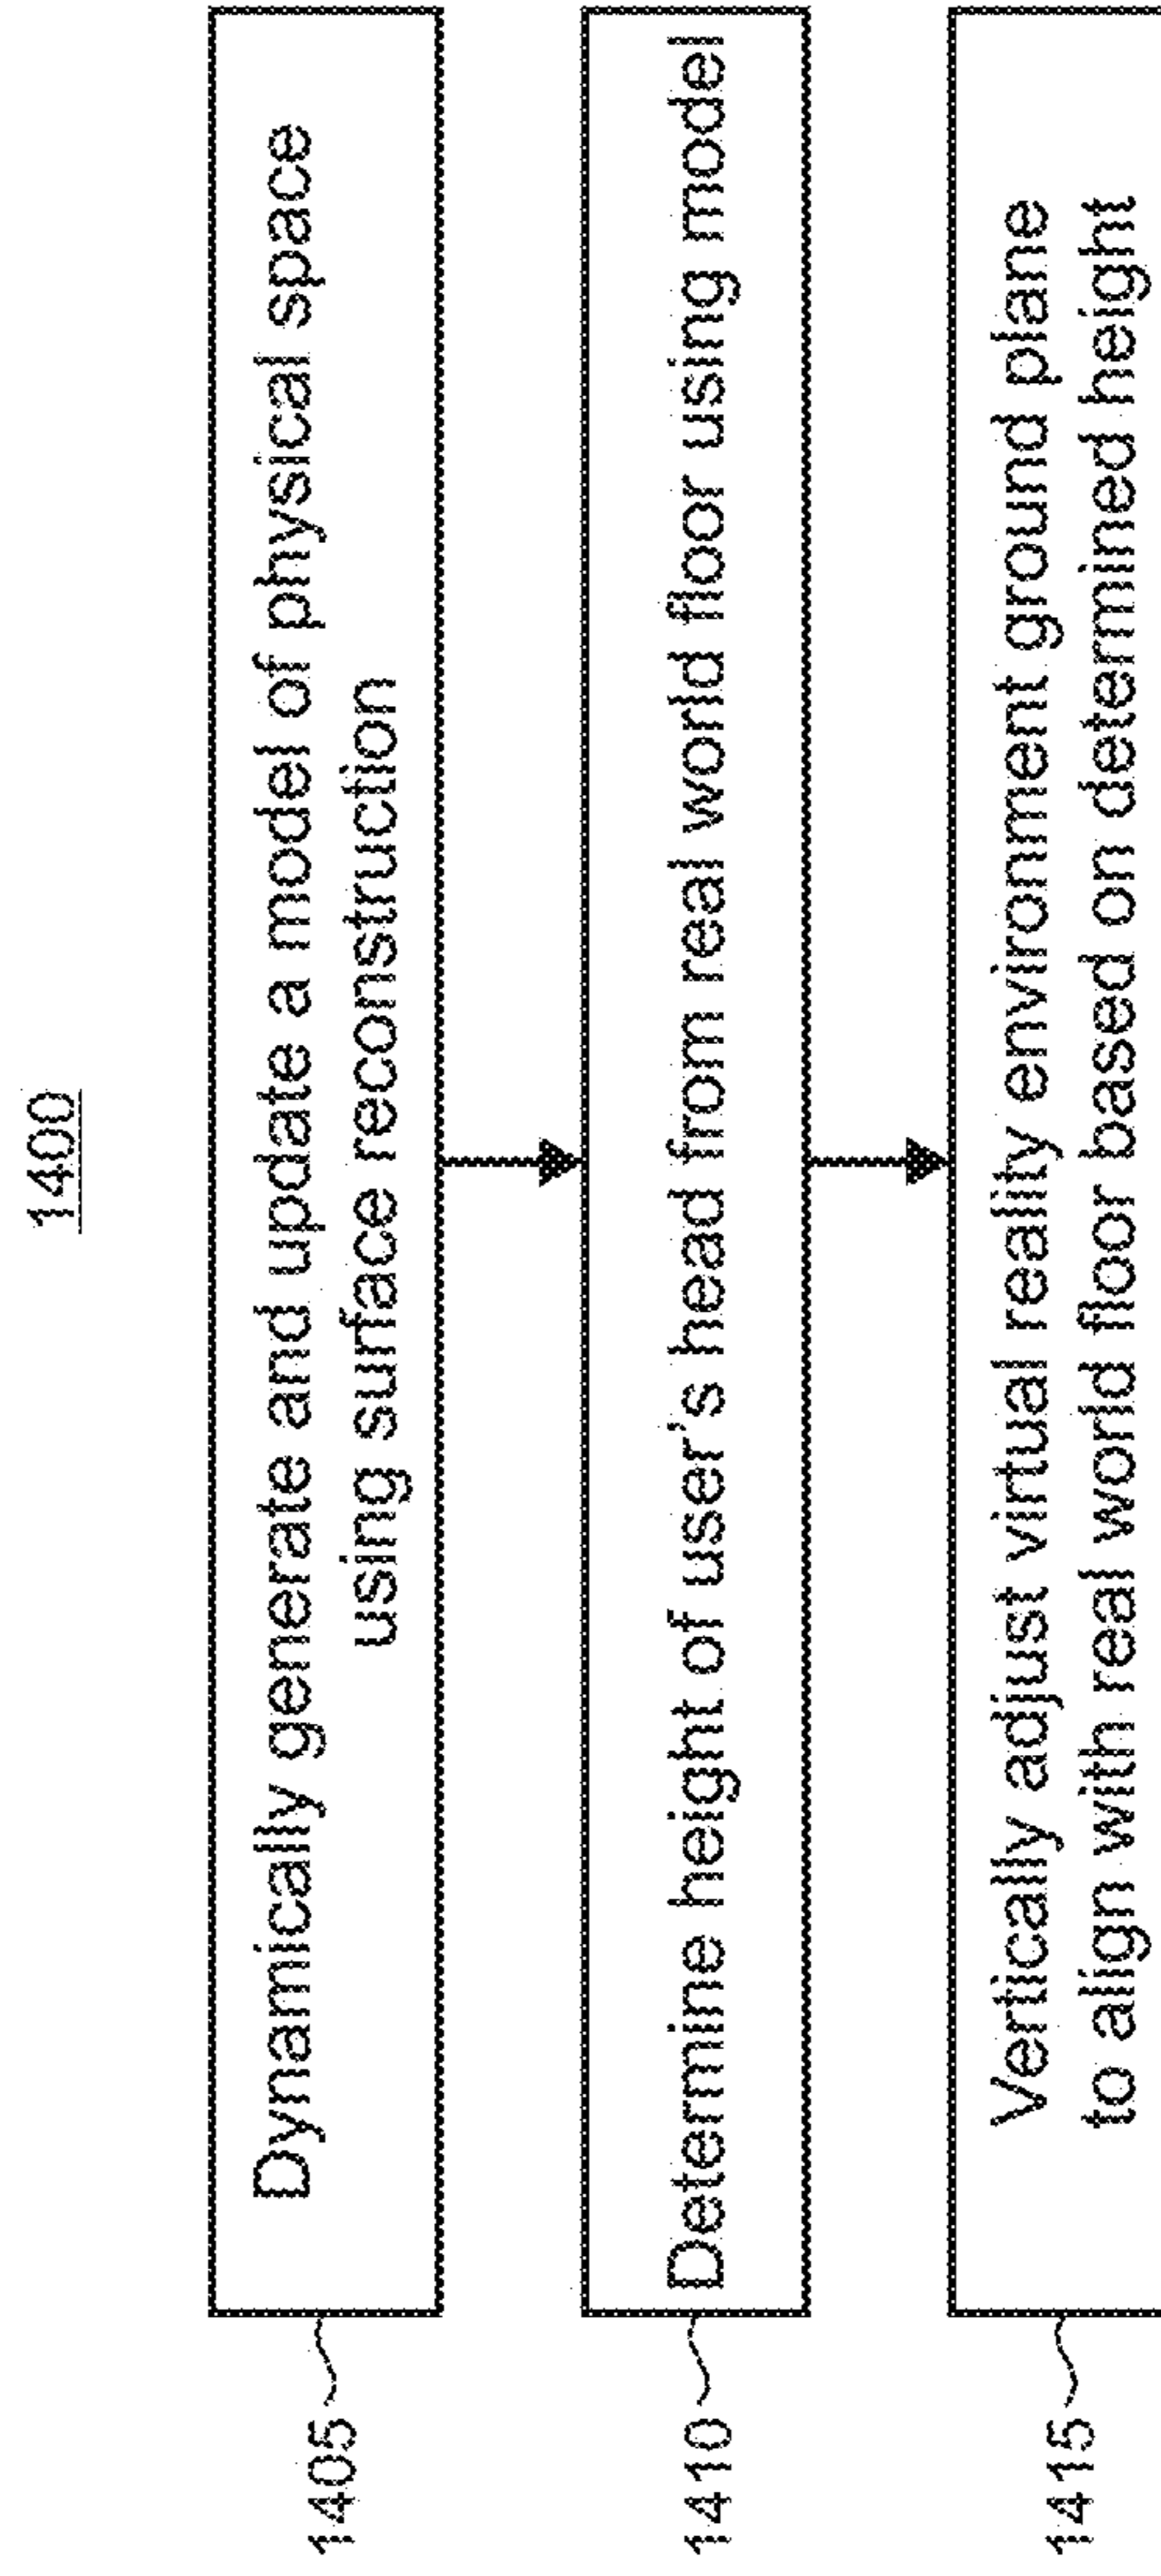 1400
1405
Dynamically generate and update a model of physical space
using surface reconstruction
1410
Determine height of user's head from real world floor using model
1415
Vertically adjust virtual reality environment ground plane
to align with real world floor based on determined height